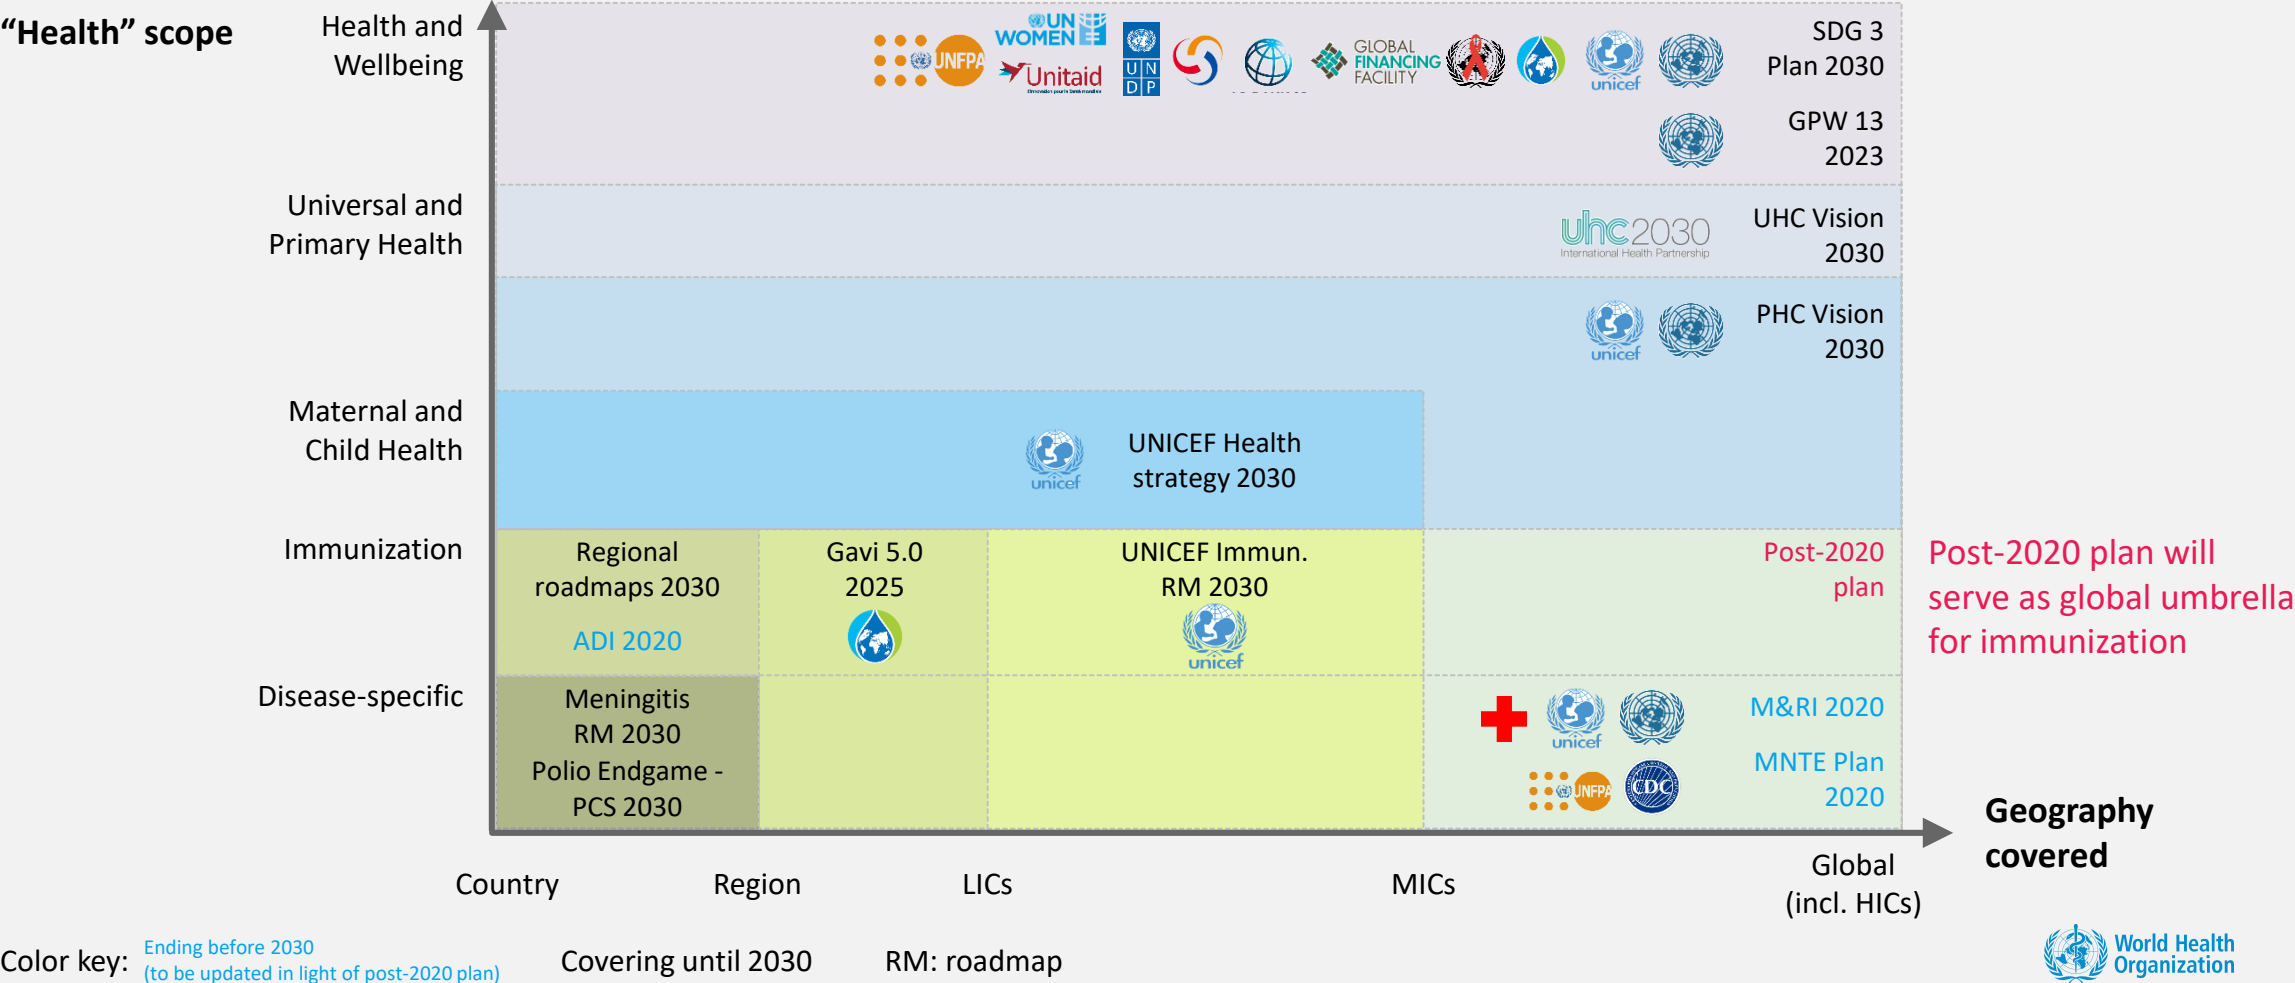 “Health” scope
Health and
Wellbeing
UNFPA
UN
WOMEN
Unitaid
U N
D P
GLOBAL
FINANCING
FACILITY
unicef
SDG 3
Plan 2030
GPW 13
2023
Universal and
Primary Health
uhc2030
International Health Partnership
UHC Vision
2030
unicef
PHC Vision
2030
Maternal and
Child Health
unicef
UNICEF Health
strategy 2030
Immunization
Regional
roadmaps 2030
ADI 2020
Gavi 5.0
2025
UNICEF Immun.
RM 2030
unicef
Post-2020
plan
Post-2020 plan will
serve as global umbrella
for immunization
Disease-specific
Meningitis
RM 2030
Polio Endgame -
PCS 2030
unicef
M&RI 2020
UNFPA
CDC
MNTE Plan
2020
Geography
covered
Country
Region
LICs
MICs
Global
(incl. HICs)
Color key:
Ending before 2030
(to be updated in light of post-2020 plan)
Covering until 2030
RM: roadmap
World Health
Organization